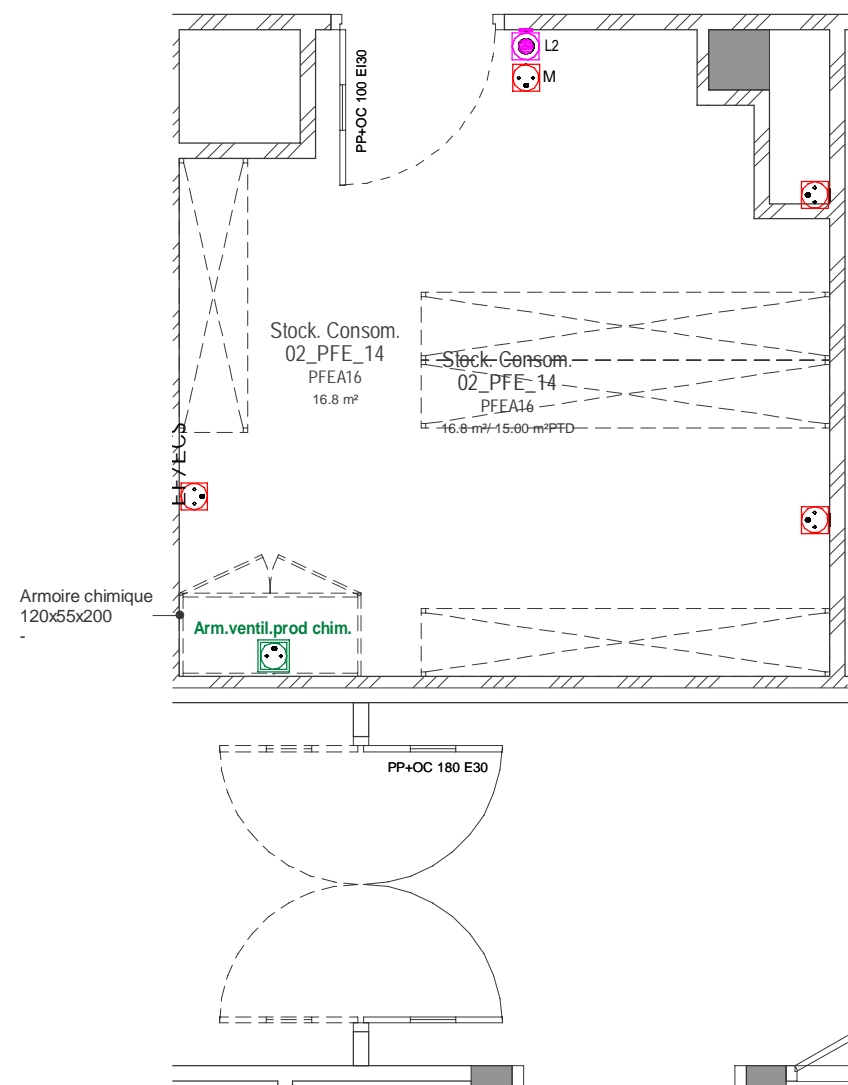 L2
M
PP+OC 100 EI30
Stock. Consom.
02_PFE_14
PFEA16
16.8 m²
Stock. Consom.
02_PFE_14
PFEA16
16.8 m²/ 15.00 m²PTD
Armoire chimique
120x55x200
-
Arm.ventil.prod chim.
PP+OC 180 E30